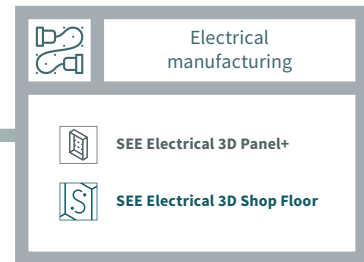 Electrical
manufacturing
SEE Electrical 3D Panel+
SEE Electrical 3D Shop Floor